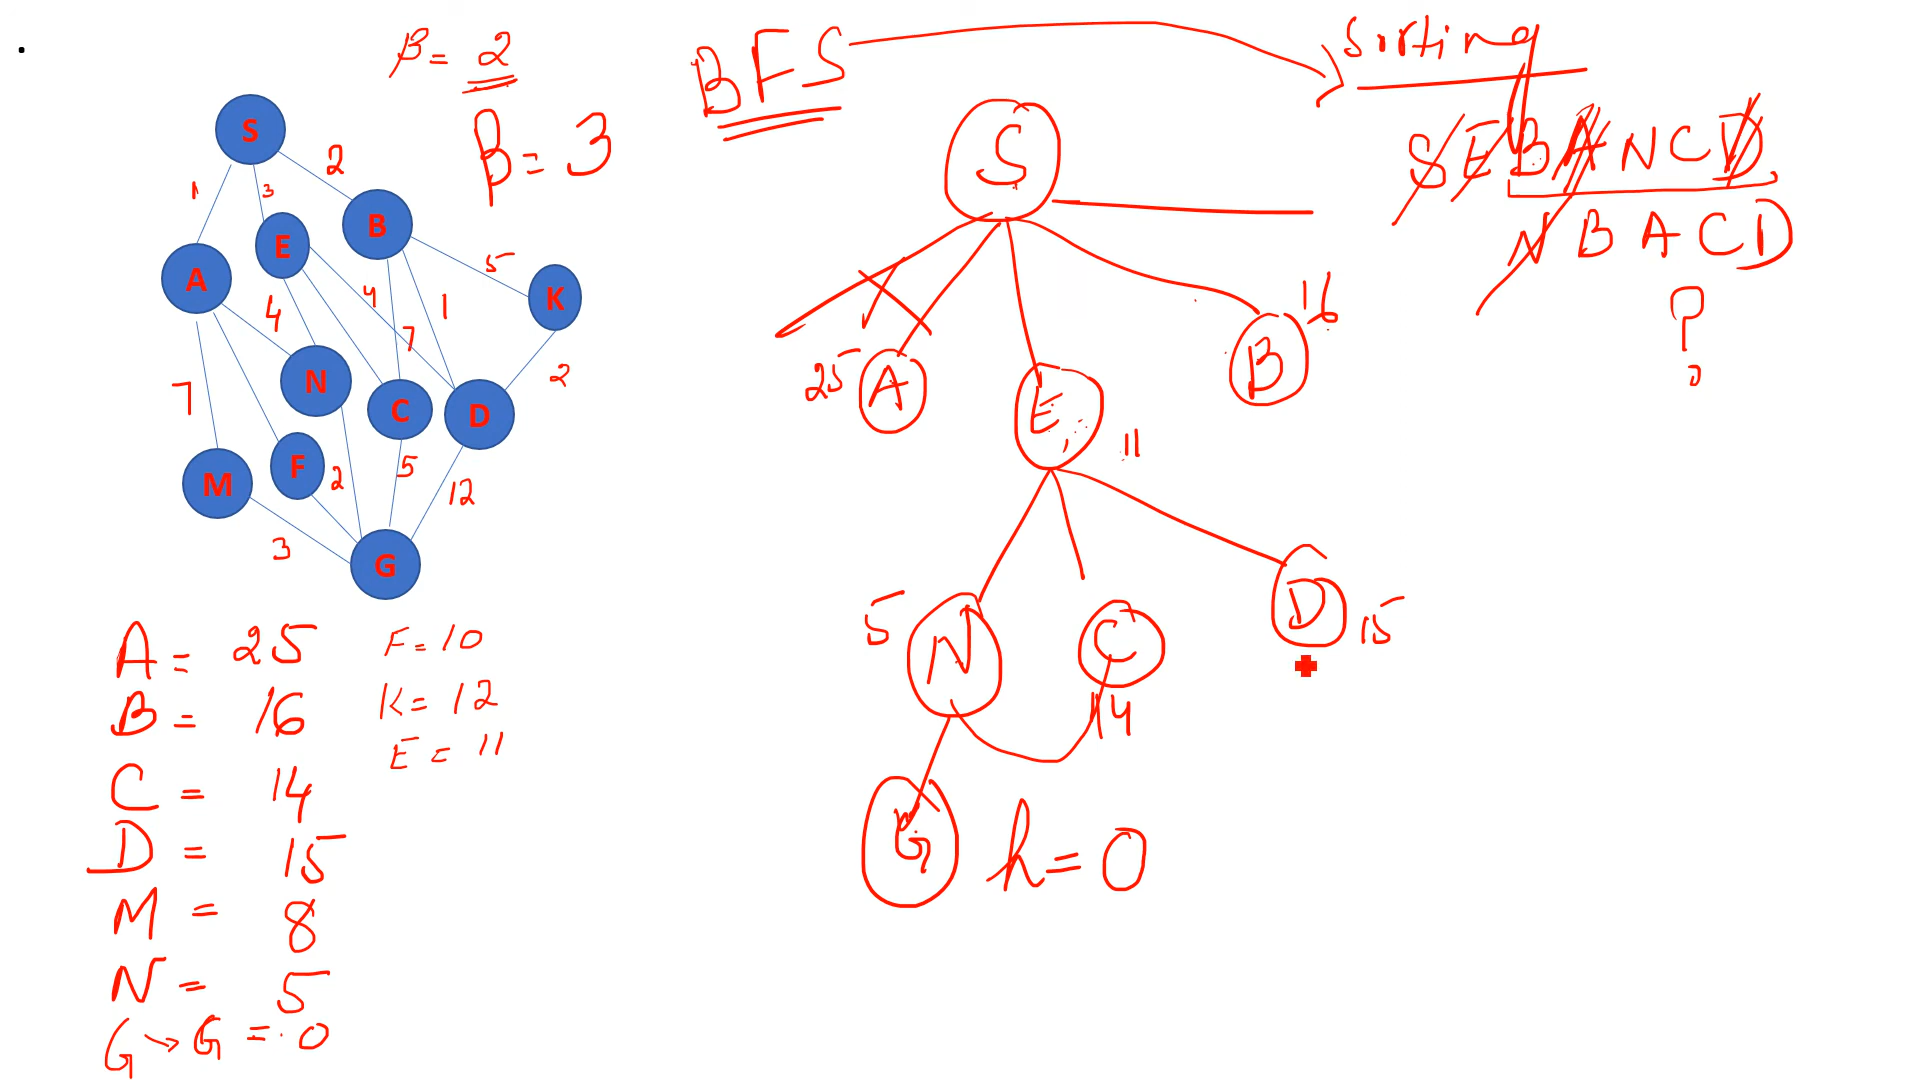 β = 2
β = 3
BFS
Sorting
S E B A N C D
N B A C D
?
S
1
3
2
E
B
A
5
K
4
4
1
7
N
C
D
2
7
M
F
2
5
12
3
G
A = 25
F = 10
B = 16
K = 12
C = 14
E = 11
D = 15
M = 8
N = 5
G → G = 0
S
25 A
E 11
B 16
5 N
C 14
D 15
G
h = 0